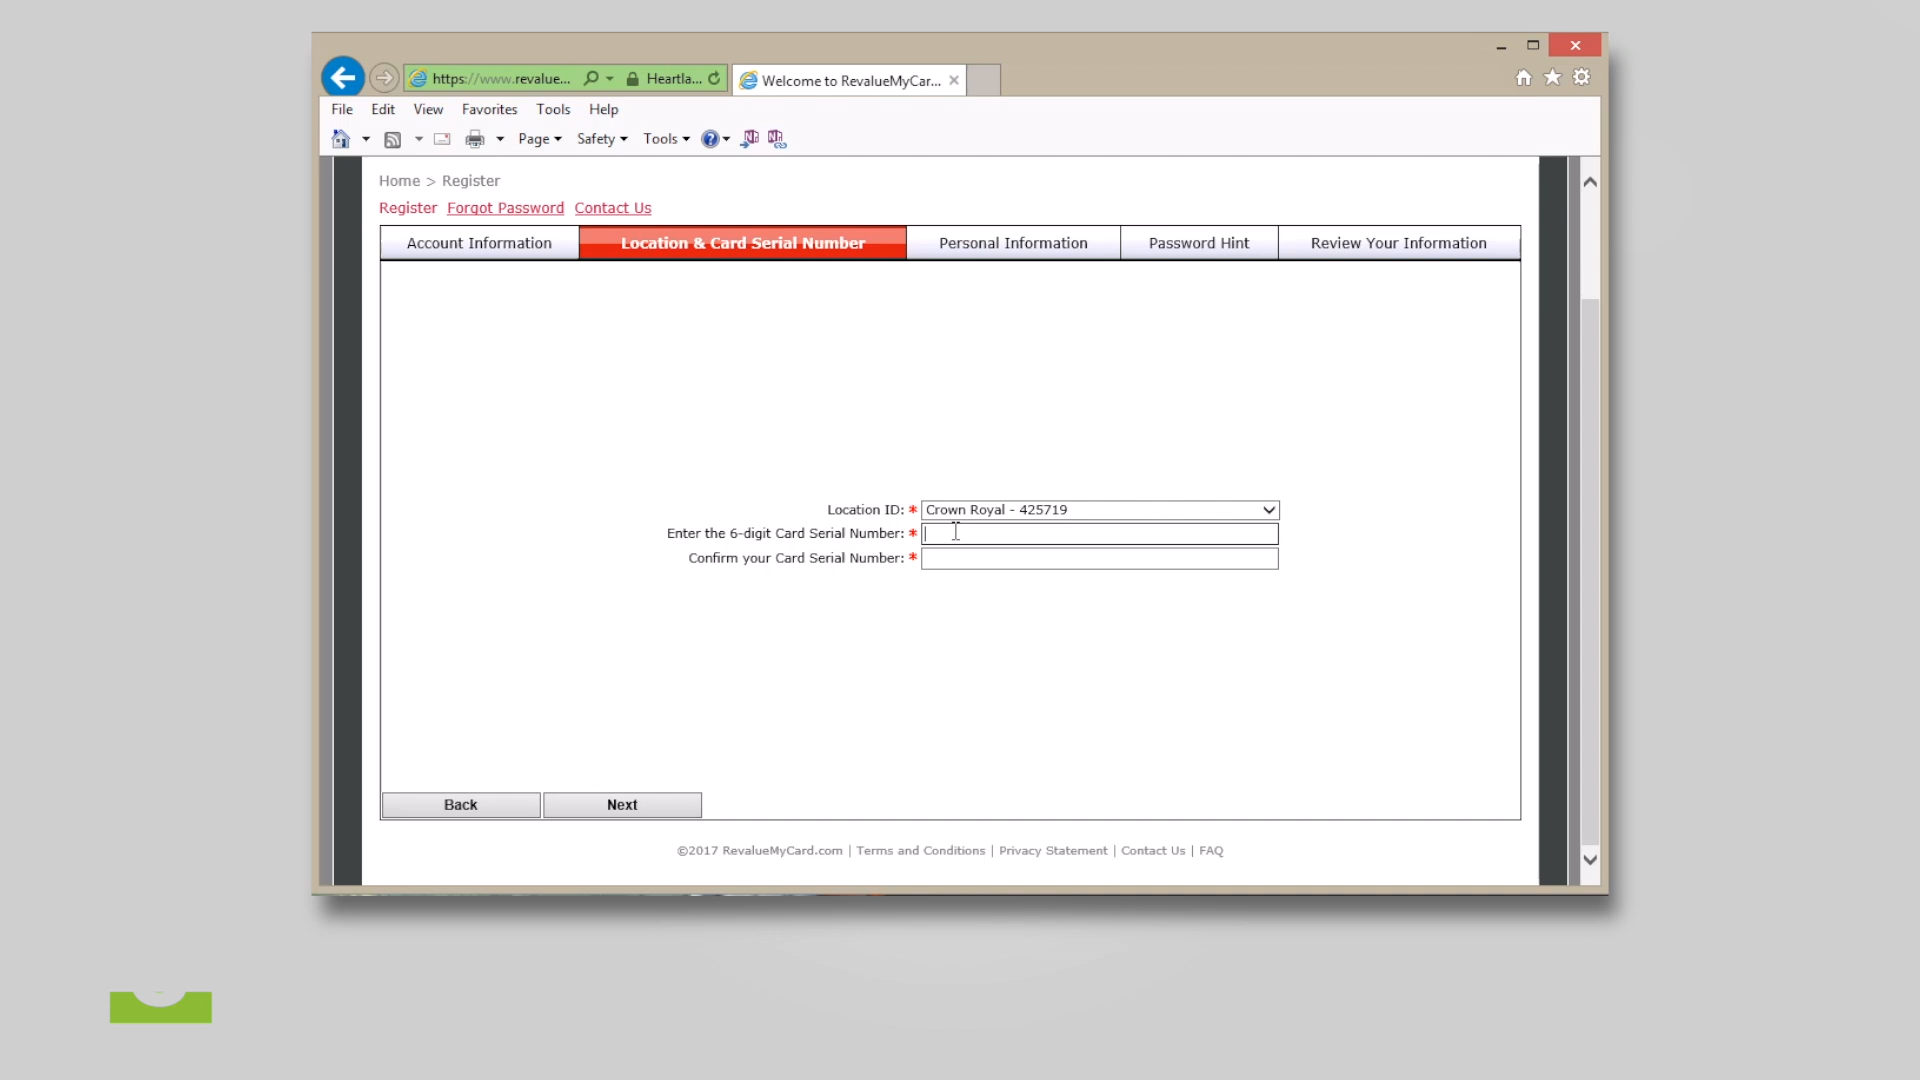 https://www.revalue...
Heartla...
Welcome to RevalueMyCar...
File Edit View Favorites Tools Help
Page Safety Tools
Home > Register
Register Forgot Password Contact Us
Account Information Location & Card Serial Number Personal Information Password Hint Review Your Information
Location ID: * Crown Royal - 425719
Enter the 6-digit Card Serial Number: *
Confirm your Card Serial Number: *
Back Next
©2017 RevalueMyCard.com | Terms and Conditions | Privacy Statement | Contact Us | FAQ